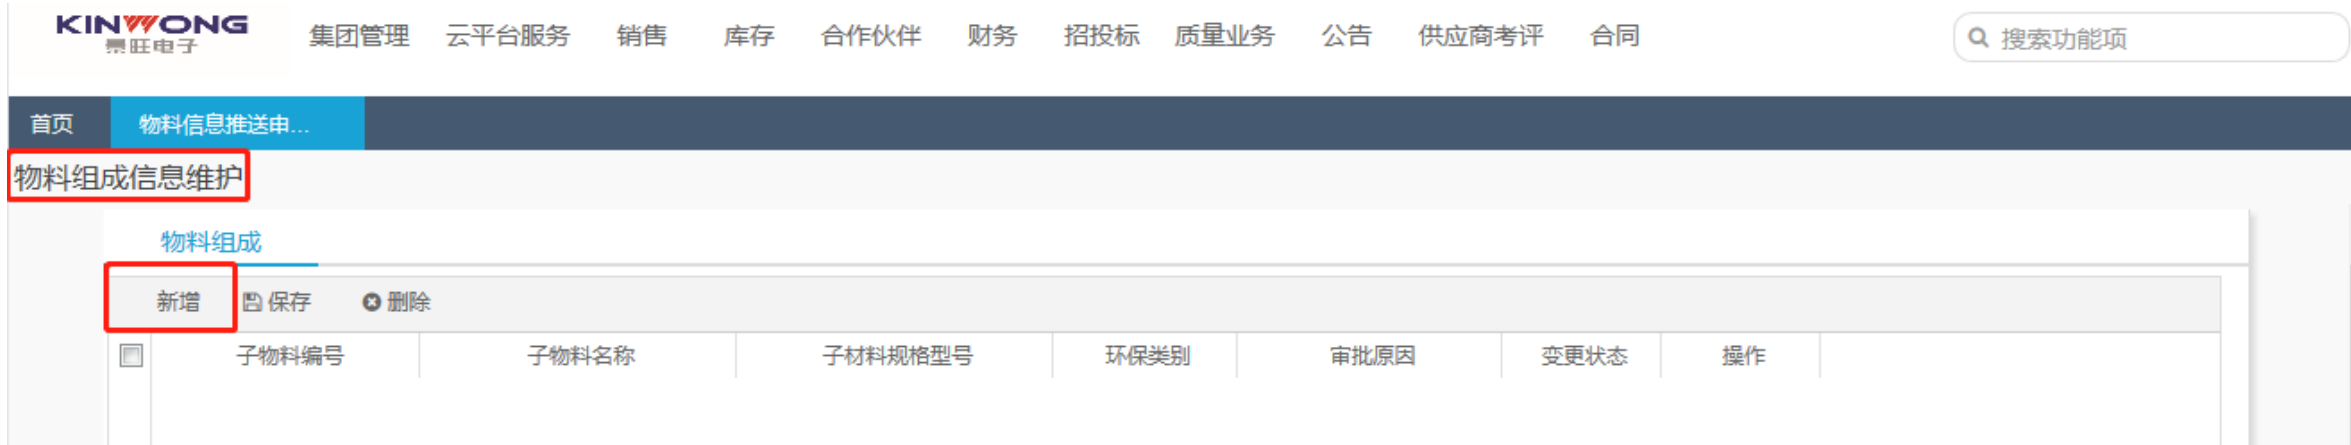 KINWONG 集团管理 云平台服务 销售 库存 合作伙伴 财务 招投标 质量业务 公告 供应商考评 合同 搜索功能项
景旺电子
首页 物料信息推送申...
物料组成信息维护
物料组成
新增 保存 删除
子物料编号 子物料名称 子材料规格型号 环保类别 审批原因 变更状态 操作